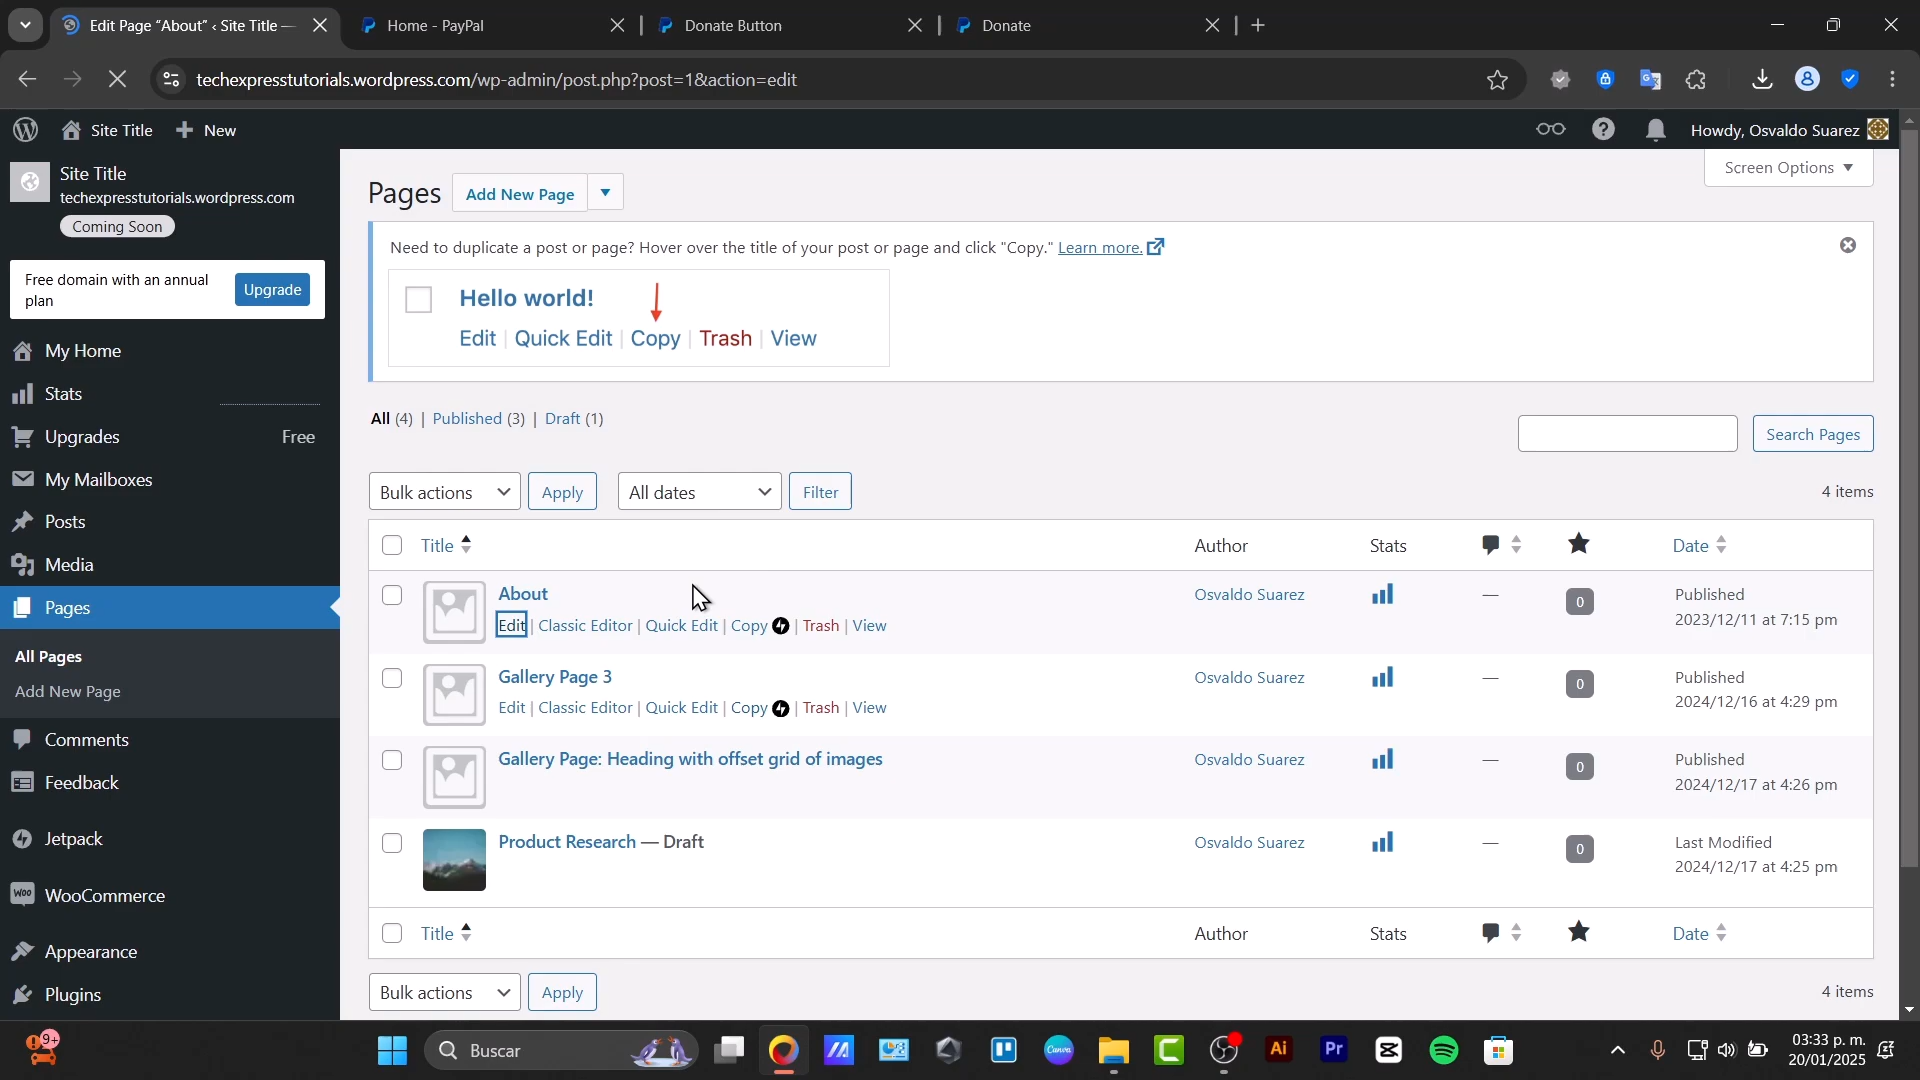 Edit Page “About” ‹ Site Title —
Home - PayPal
Donate Button
Donate
techexpresstutorials.wordpress.com/wp-admin/post.php?post=1&action=edit
Site Title
New
Howdy, Osvaldo Suarez
Site Title
techexpresstutorials.wordpress.com
Coming Soon
Free domain with an annual
plan
Upgrade
My Home
Stats
Upgrades
Free
My Mailboxes
Posts
Media
Pages
All Pages
Add New Page
Comments
Feedback
Jetpack
WooCommerce
Appearance
Plugins
Screen Options
Pages
Add New Page
Need to duplicate a post or page? Hover over the title of your post or page and click "Copy." Learn more.
Hello world!
Edit | Quick Edit | Copy | Trash | View
All (4) | Published (3) | Draft (1)
Search Pages
Bulk actions
Apply
All dates
Filter
4 items
Title
Author
Stats
Date
About
Edit | Classic Editor | Quick Edit | Copy | Trash | View
Osvaldo Suarez
—
0
Published
2023/12/11 at 7:15 pm
Gallery Page 3
Edit | Classic Editor | Quick Edit | Copy | Trash | View
Osvaldo Suarez
—
0
Published
2024/12/16 at 4:29 pm
Gallery Page: Heading with offset grid of images
Osvaldo Suarez
—
0
Published
2024/12/17 at 4:26 pm
Product Research — Draft
Osvaldo Suarez
—
0
Last Modified
2024/12/17 at 4:25 pm
Title
Author
Stats
Date
Bulk actions
Apply
4 items
9+
Buscar
Canva
Ai
Pr
03:33 p. m.
20/01/2025